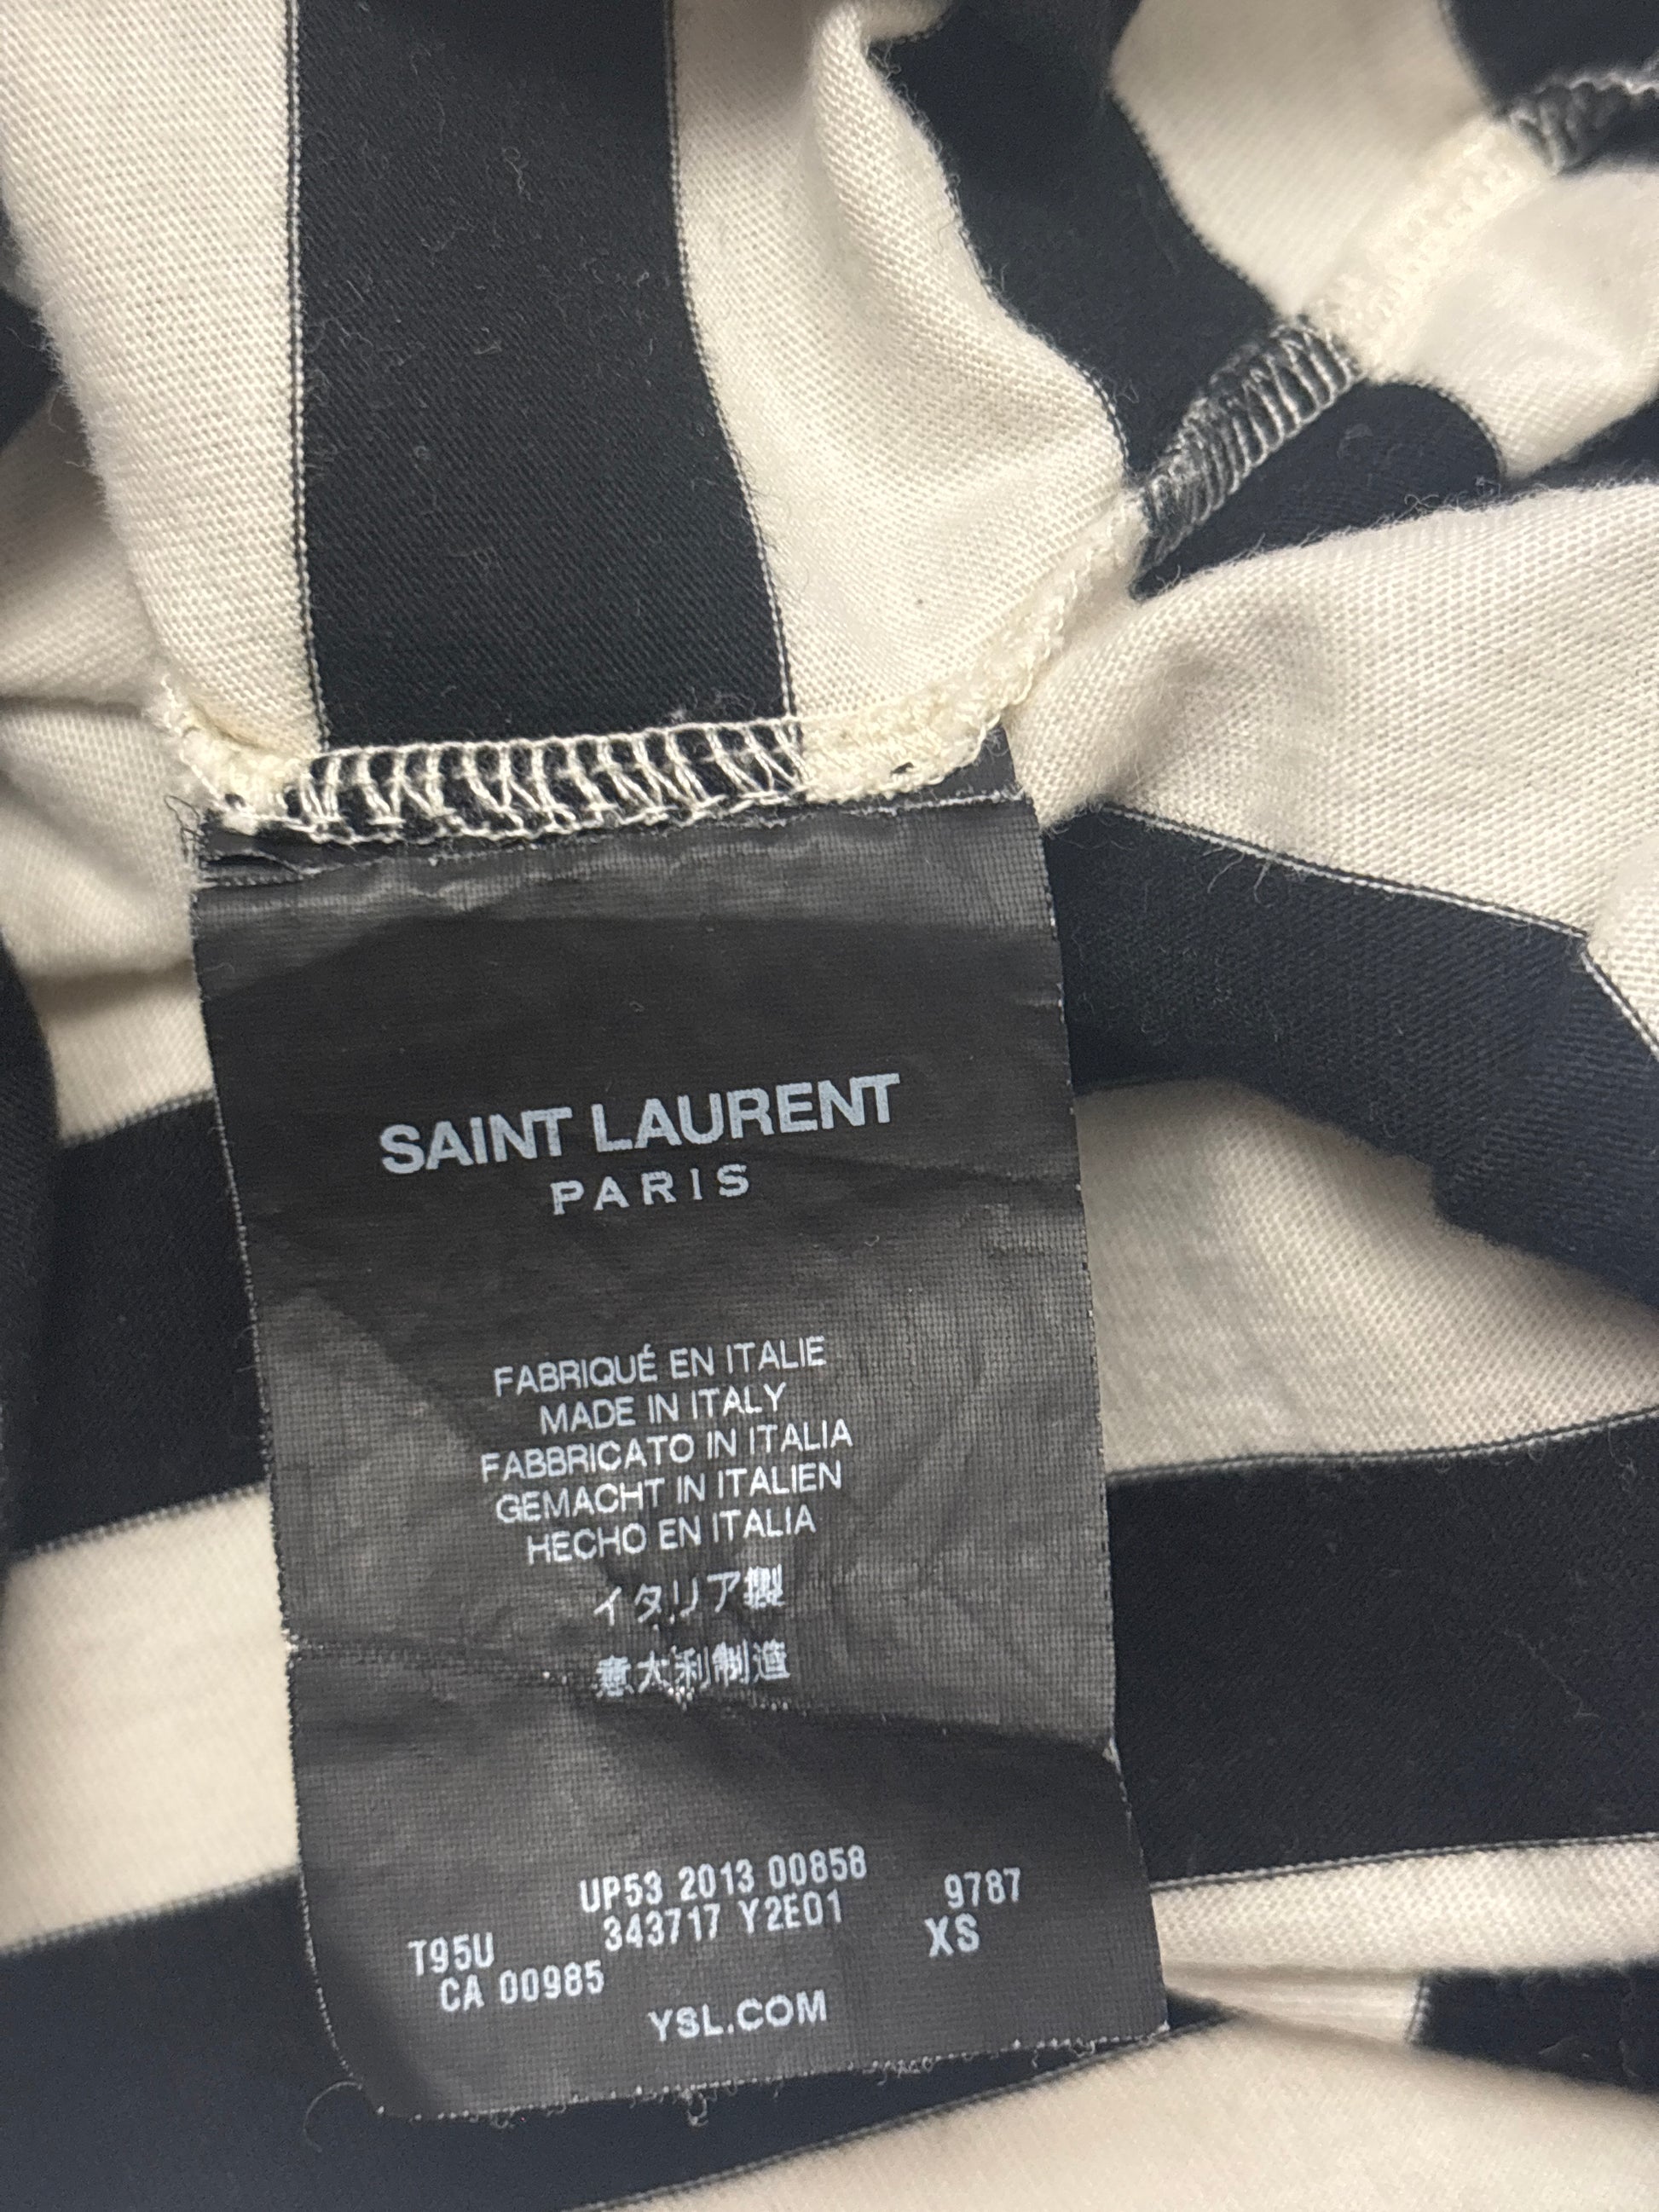 SAINT LAURENT
PARIS
FABRIQUÉ EN ITALIE
MADE IN ITALY
FABBRICATO IN ITALIA
GEMACHT IN ITALIEN
HECHO EN ITALIA
イタリア製
意大利制造
UP53 2013 00858
343717 Y2E01
9787
XS
T95U
CA 00985
YSL.COM